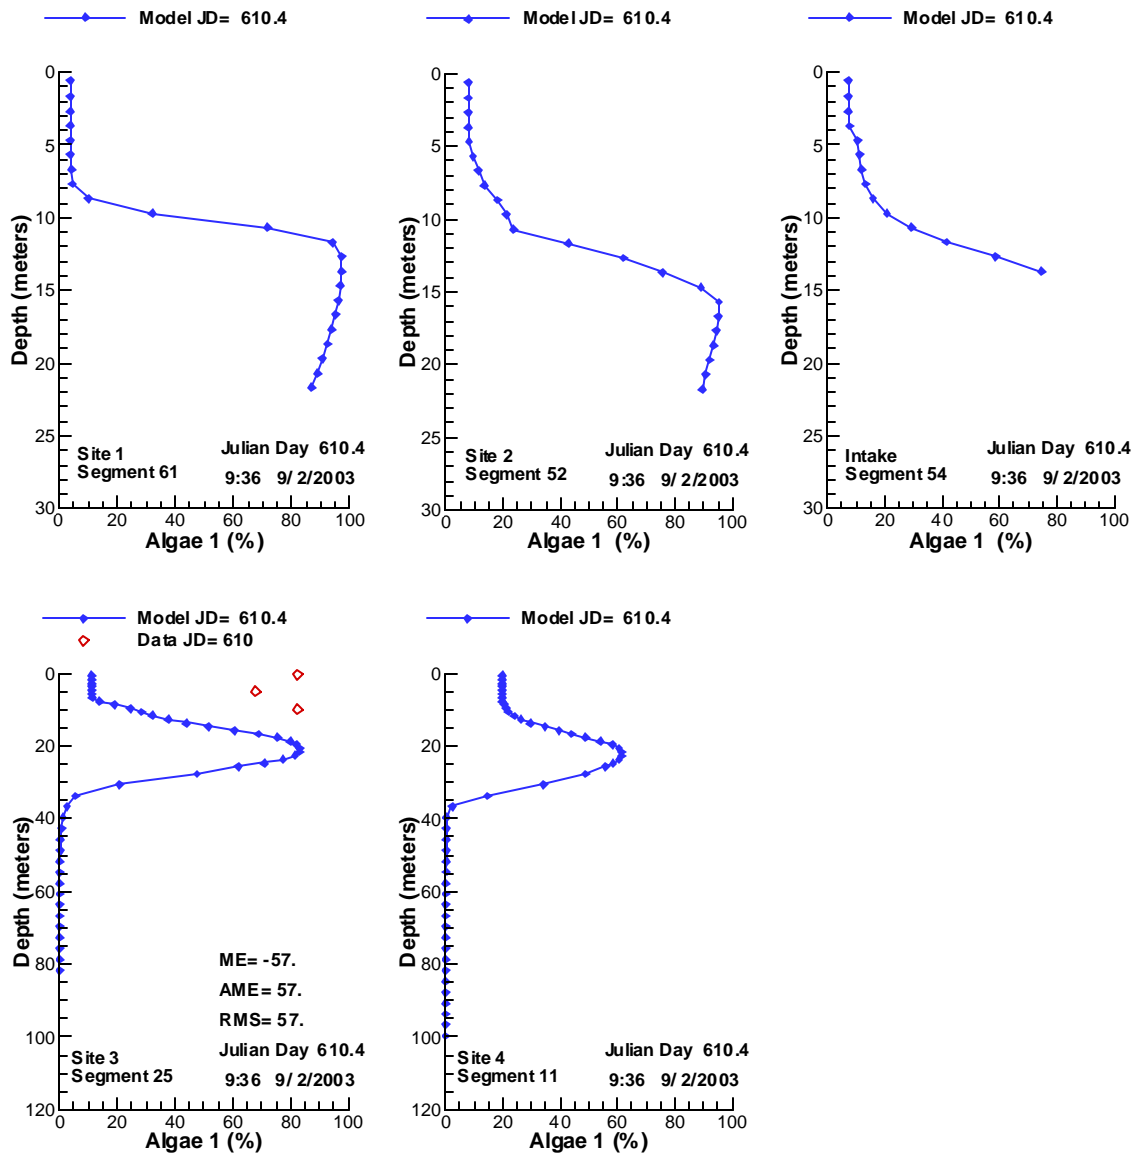 Model JD= 610.4
0
5
10
15
20
25
30
Depth (meters)
Site 1
Segment 61
Julian Day 610.4
9:36 9/ 2/2003
0 20 40 60 80 100
Algae 1 (%)
Model JD= 610.4
0
5
10
15
20
25
30
Depth (meters)
Site 2
Segment 52
Julian Day 610.4
9:36 9/ 2/2003
0 20 40 60 80 100
Algae 1 (%)
Model JD= 610.4
0
5
10
15
20
25
30
Depth (meters)
Intake
Segment 54
Julian Day 610.4
9:36 9/ 2/2003
0 20 40 60 80 100
Algae 1 (%)
Model JD= 610.4
Data JD= 610
0
20
40
60
80
100
120
Depth (meters)
ME= -57.
AME= 57.
RMS= 57.
Site 3
Segment 25
Julian Day 610.4
9:36 9/ 2/2003
0 20 40 60 80 100
Algae 1 (%)
Model JD= 610.4
0
20
40
60
80
100
120
Depth (meters)
Site 4
Segment 11
Julian Day 610.4
9:36 9/ 2/2003
0 20 40 60 80 100
Algae 1 (%)